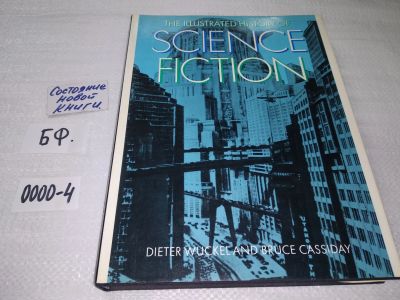 THE ILLUSTRATED HISTORY OF
SCIENCE
FICTION
DIETER WUCKEL AND BRUCE CASSIDAY
Состояние
новой
книги.
БФ.
0000-4